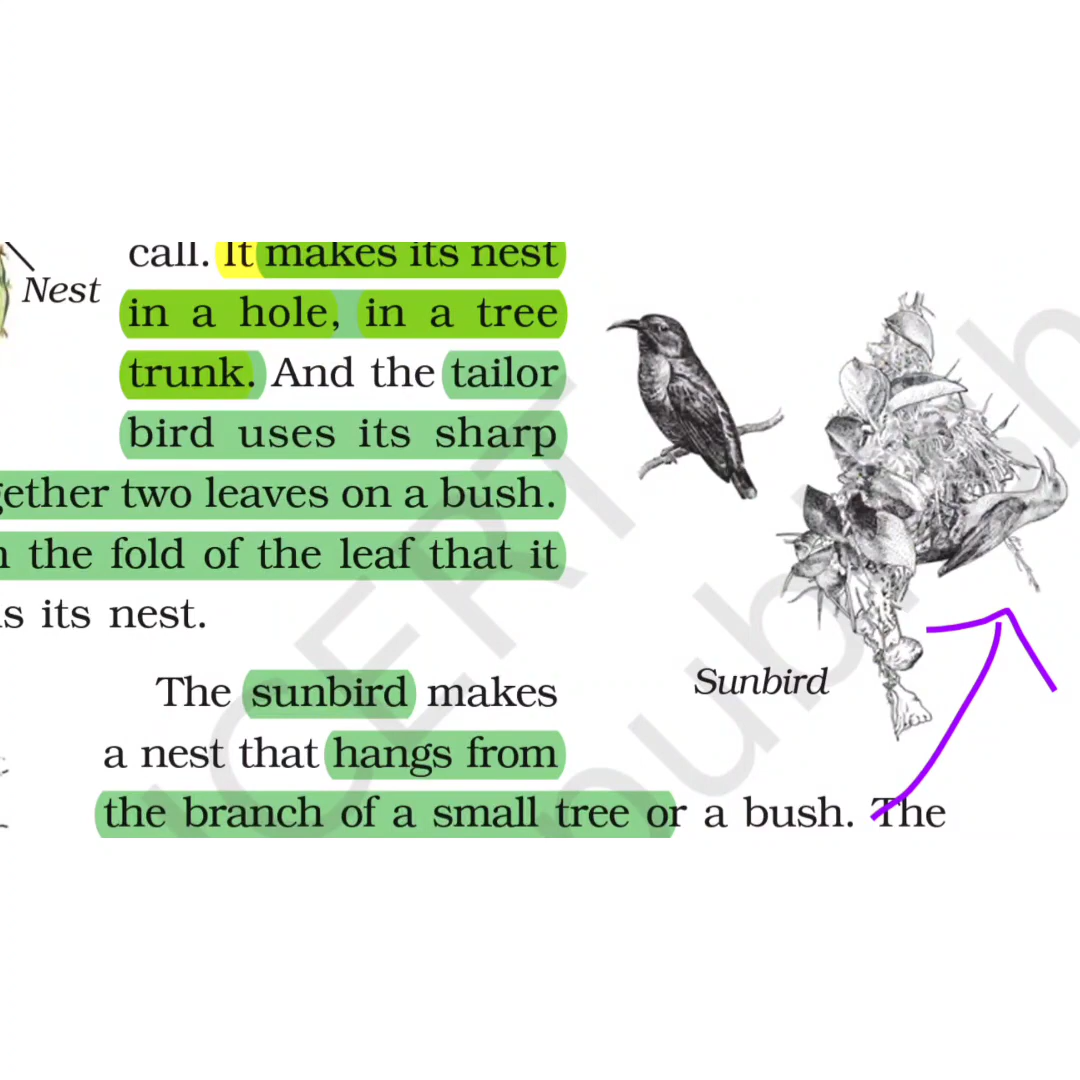 call. It makes its nest
Nest
in a hole, in a tree
trunk. And the tailor
bird uses its sharp
gether two leaves on a bush.
the fold of the leaf that it
its nest.
Sunbird
The sunbird makes
a nest that hangs from
the branch of a small tree or a bush. The